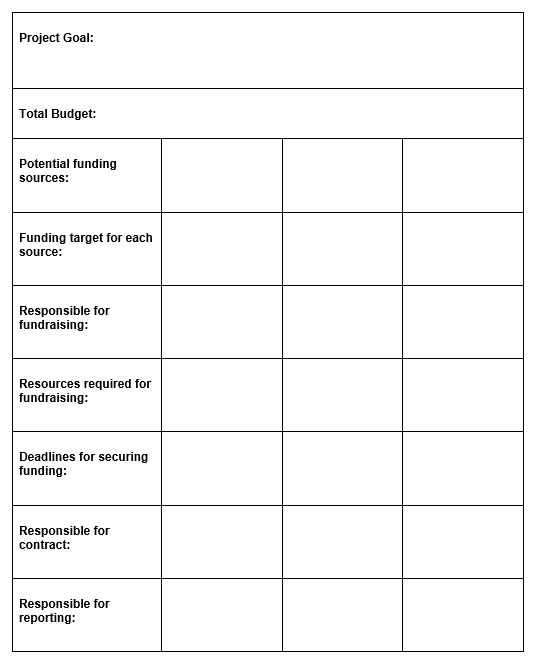 Project Goal:
Total Budget:
Potential funding
sources:
Funding target for each
source:
Responsible for
fundraising:
Resources required for
fundraising:
Deadlines for securing
funding:
Responsible for
contract:
Responsible for
reporting: